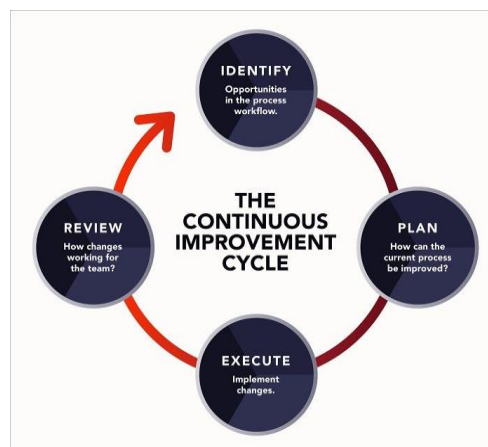 IDENTIFY
Opportunities
in the process
workflow.
THE
CONTINUOUS
IMPROVEMENT
CYCLE
PLAN
How can the
current process
be improved?
EXECUTE
Implement
changes.
REVIEW
How changes
working for
the team?